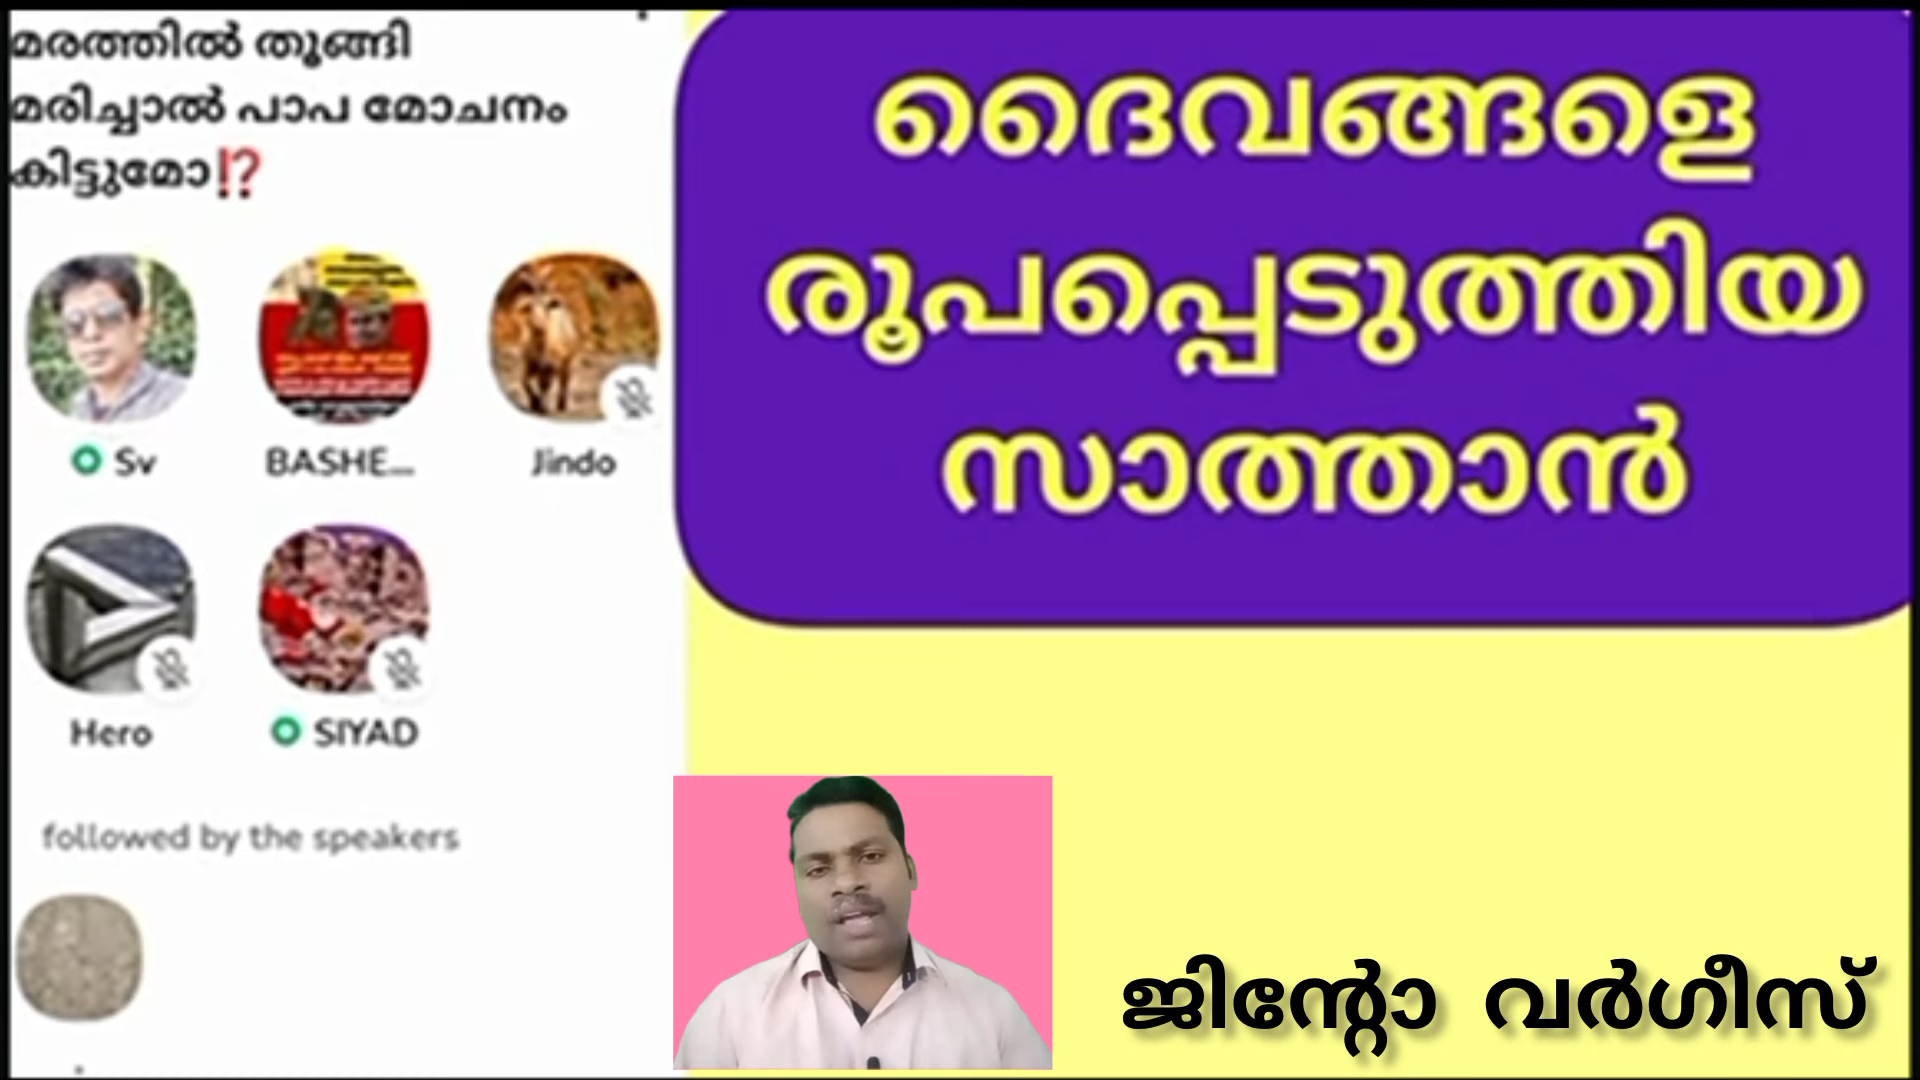 മരത്തിൽ തൂങ്ങി
മരിച്ചാൽ പാപ മോചനം
കിട്ടുമോ⁉️
Sv
BASHE...
Jindo
Hero
SIYAD
followed by the speakers
ദൈവങ്ങളെ
രൂപപ്പെടുത്തിയ
സാത്താൻ
ജിന്റോ വർഗീസ്